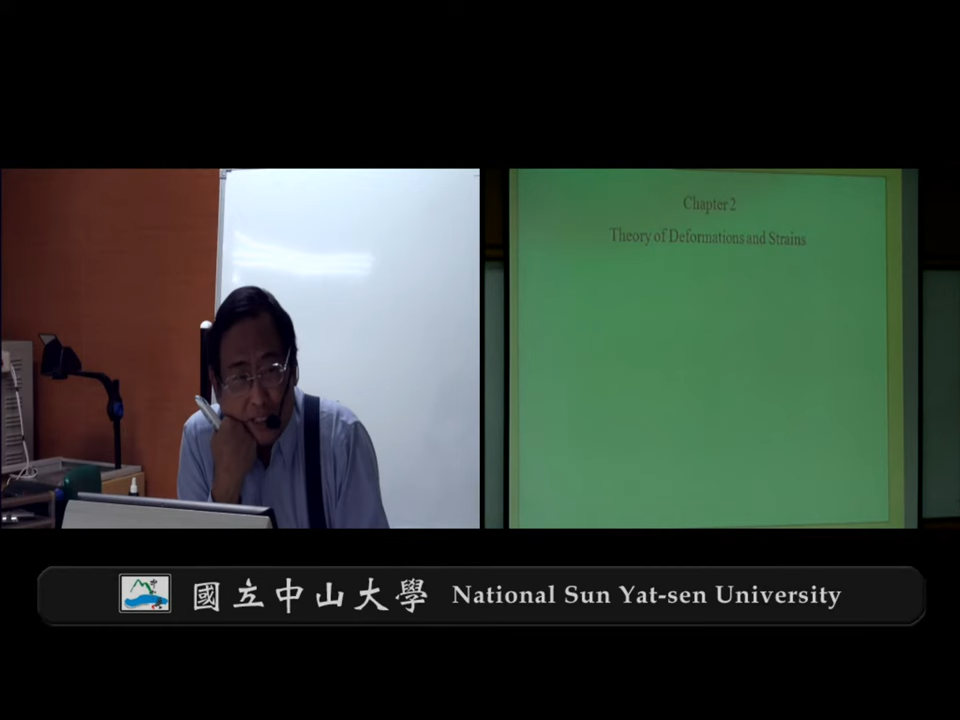 Chapter 2
Theory of Deformations and Strains
國立中山大學 National Sun Yat-sen University